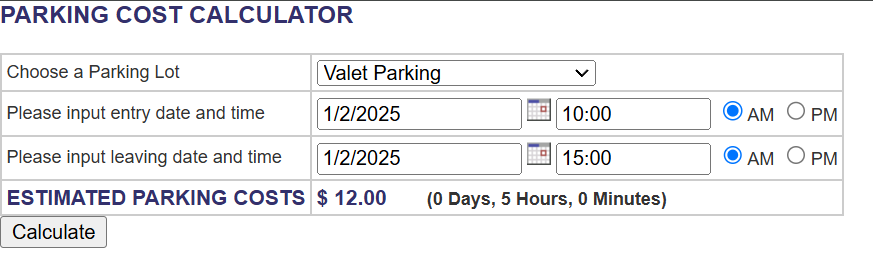 PARKING COST CALCULATOR
Choose a Parking Lot Valet Parking
Please input entry date and time 1/2/2025 10:00 AM PM
Please input leaving date and time 1/2/2025 15:00 AM PM
ESTIMATED PARKING COSTS $ 12.00 (0 Days, 5 Hours, 0 Minutes)
Calculate